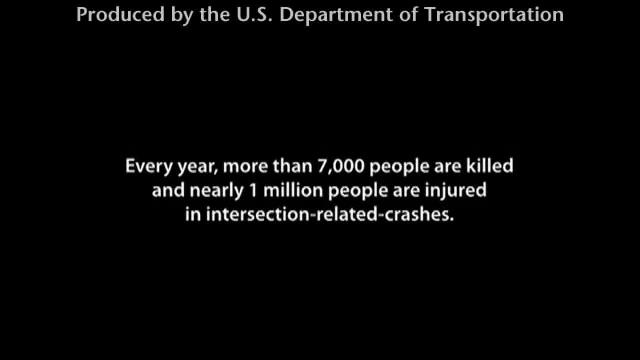 Produced by the U.S. Department of Transportation
Every year, more than 7,000 people are killed
and nearly 1 million people are injured
in intersection-related-crashes.